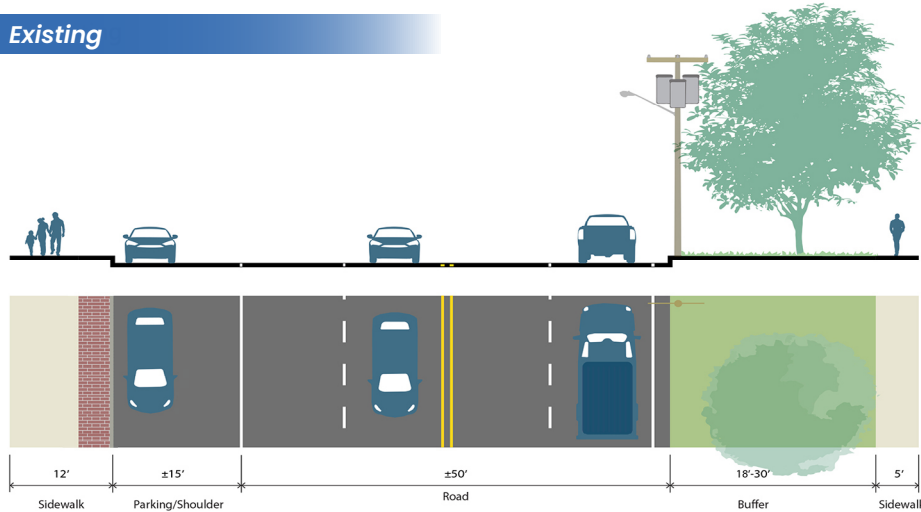 Existing
12' ±15' ±50' 18'-30' 5'
Sidewalk Parking/Shoulder Road Buffer Sidewall